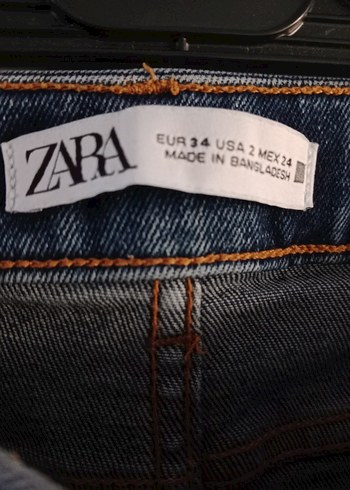 ZARA
EUR 34 USA 2 MEX 24
MADE IN BANGLADESH